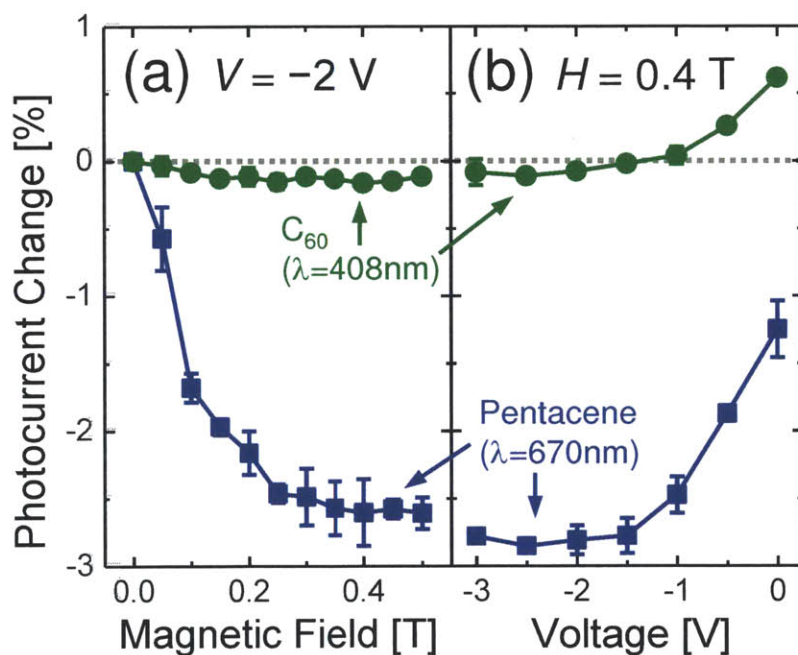 Photocurrent Change [%]
1
0
-1
-2
-3
(a) V = −2 V
C₆₀
(λ=408nm)
0.0
0.2
0.4
Magnetic Field [T]
(b) H = 0.4 T
Pentacene
(λ=670nm)
-3
-2
-1
0
Voltage [V]